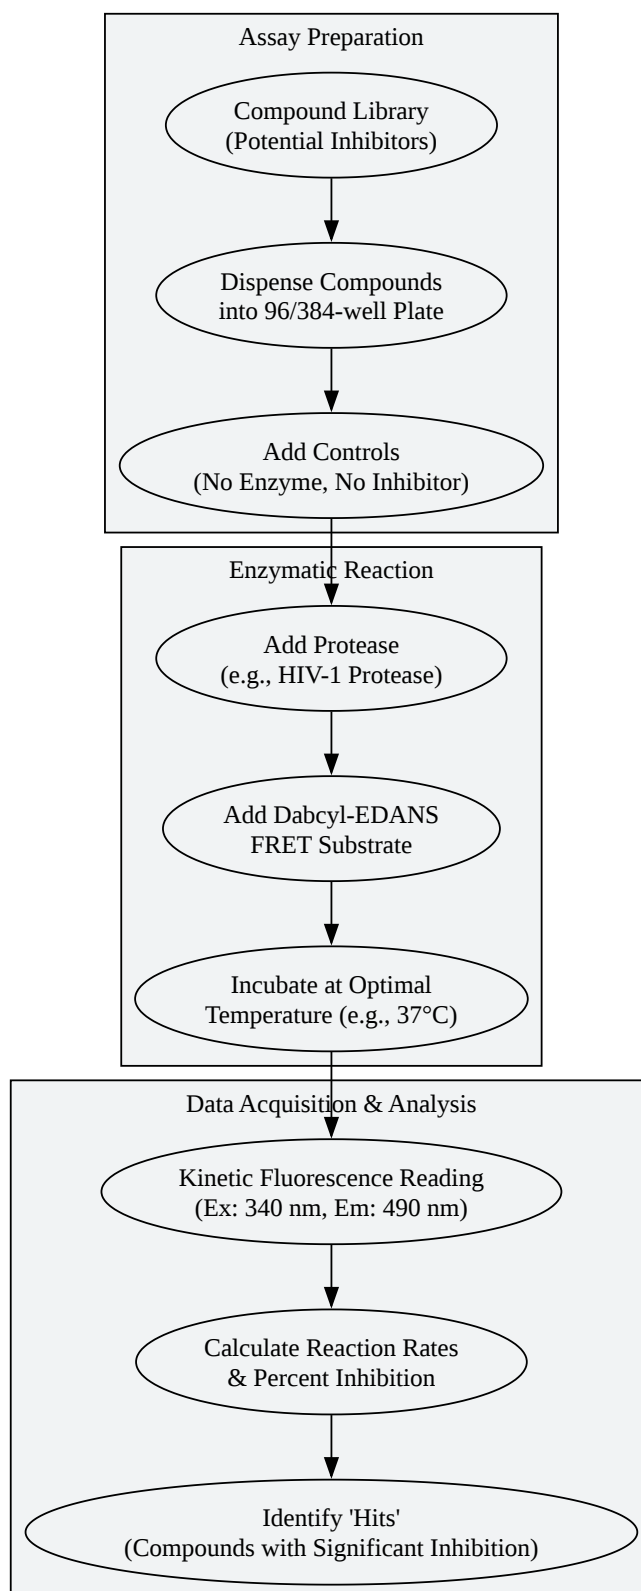 Assay Preparation
Compound Library
(Potential Inhibitors)
Dispense Compounds
into 96/384-well Plate
Add Controls
(No Enzyme, No Inhibitor)
Enzymatic Reaction
Add Protease
(e.g., HIV-1 Protease)
Add Dabcyl-EDANS
FRET Substrate
Incubate at Optimal
Temperature (e.g., 37°C)
Data Acquisition & Analysis
Kinetic Fluorescence Reading
(Ex: 340 nm, Em: 490 nm)
Calculate Reaction Rates
& Percent Inhibition
Identify 'Hits'
(Compounds with Significant Inhibition)